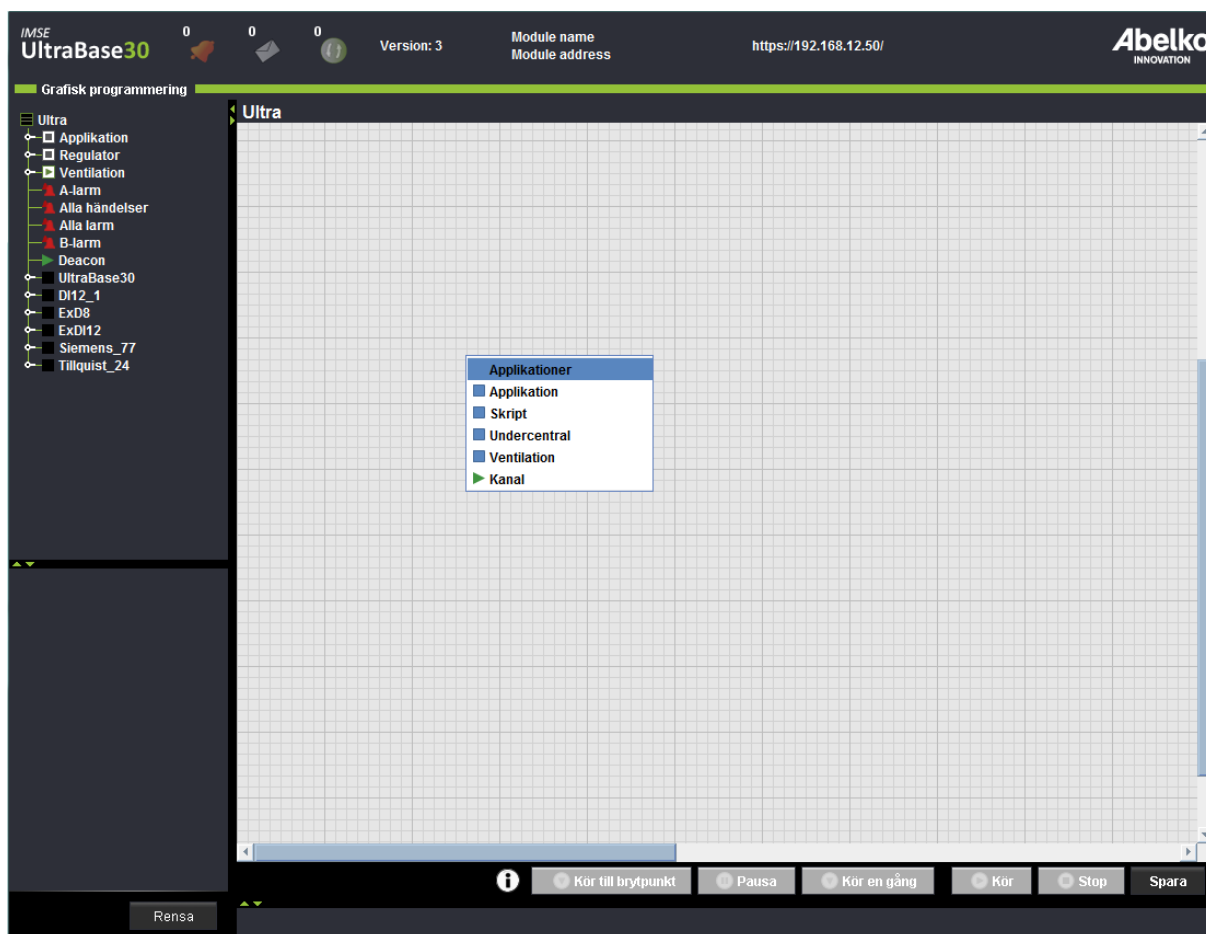 IMSE
UltraBase30
0
0
0
Version: 3
Module name
Module address
https://192.168.12.50/
Abelko
INNOVATION
Grafisk programmering
Ultra
Applikation
Regulator
Ventilation
A-larm
Alla händelser
Alla larm
B-larm
Deacon
UltraBase30
DI12_1
ExD8
ExDI12
Siemens_77
Tillquist_24
Ultra
Applikationer
Applikation
Skript
Undercentral
Ventilation
Kanal
Kör till brytpunkt
Pausa
Kör en gång
Kör
Stop
Spara
Rensa